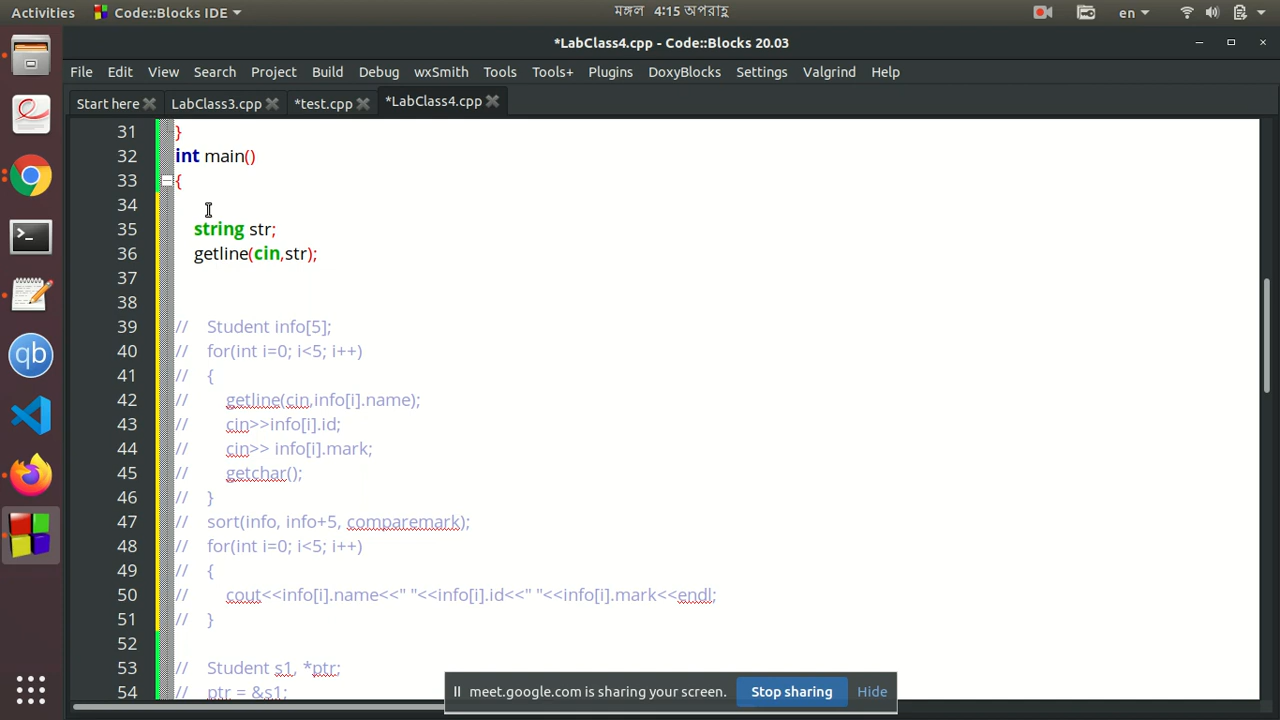 Activities Code::Blocks IDE মঙ্গল 4:15 অপরাহ্ণ en
*LabClass4.cpp - Code::Blocks 20.03
File Edit View Search Project Build Debug wxSmith Tools Tools+ Plugins DoxyBlocks Settings Valgrind Help
Start here LabClass3.cpp *test.cpp *LabClass4.cpp
31 }
32 int main()
33 {
34
35 string str;
36 getline(cin,str);
37
38
39 // Student info[5];
40 // for(int i=0; i<5; i++)
41 // {
42 // getline(cin,info[i].name);
43 // cin>>info[i].id;
44 // cin>> info[i].mark;
45 // getchar();
46 // }
47 // sort(info, info+5, comparemark);
48 // for(int i=0; i<5; i++)
49 // {
50 // cout<<info[i].name<<" "<<info[i].id<<" "<<info[i].mark<<endl;
51 // }
52
53 // Student s1, *ptr;
54 // ptr = &s1;
meet.google.com is sharing your screen. Stop sharing Hide
qb